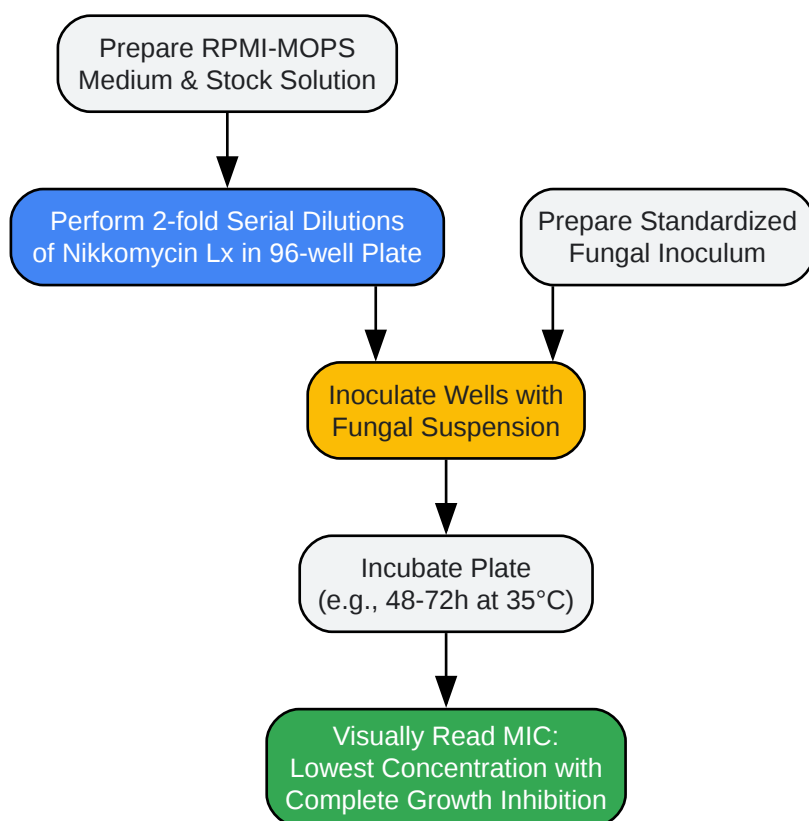 Prepare RPMI-MOPS
Medium & Stock Solution
Perform 2-fold Serial Dilutions
of Nikkomycin Lx in 96-well Plate
Prepare Standardized
Fungal Inoculum
Inoculate Wells with
Fungal Suspension
Incubate Plate
(e.g., 48-72h at 35°C)
Visually Read MIC:
Lowest Concentration with
Complete Growth Inhibition